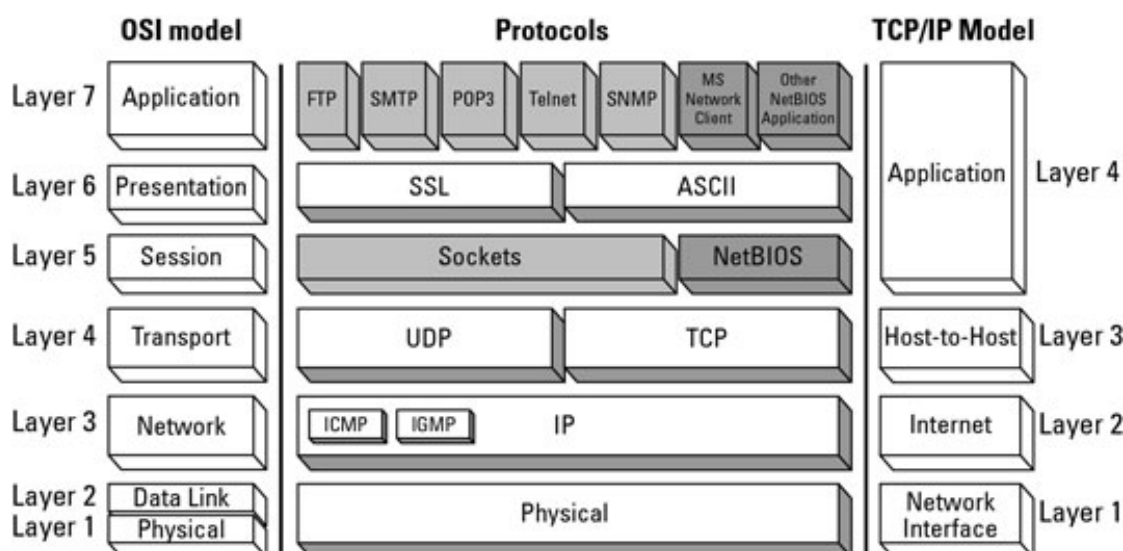 OSI model
Protocols
TCP/IP Model
Layer 7
Application
FTP
SMTP
POP3
Telnet
SNMP
MS
Network
Client
Other
NetBIOS
Application
Layer 6
Presentation
SSL
ASCII
Application
Layer 4
Layer 5
Session
Sockets
NetBIOS
Layer 4
Transport
UDP
TCP
Host-to-Host
Layer 3
Layer 3
Network
ICMP
IGMP
IP
Internet
Layer 2
Layer 2
Data Link
Layer 1
Physical
Physical
Network
Interface
Layer 1